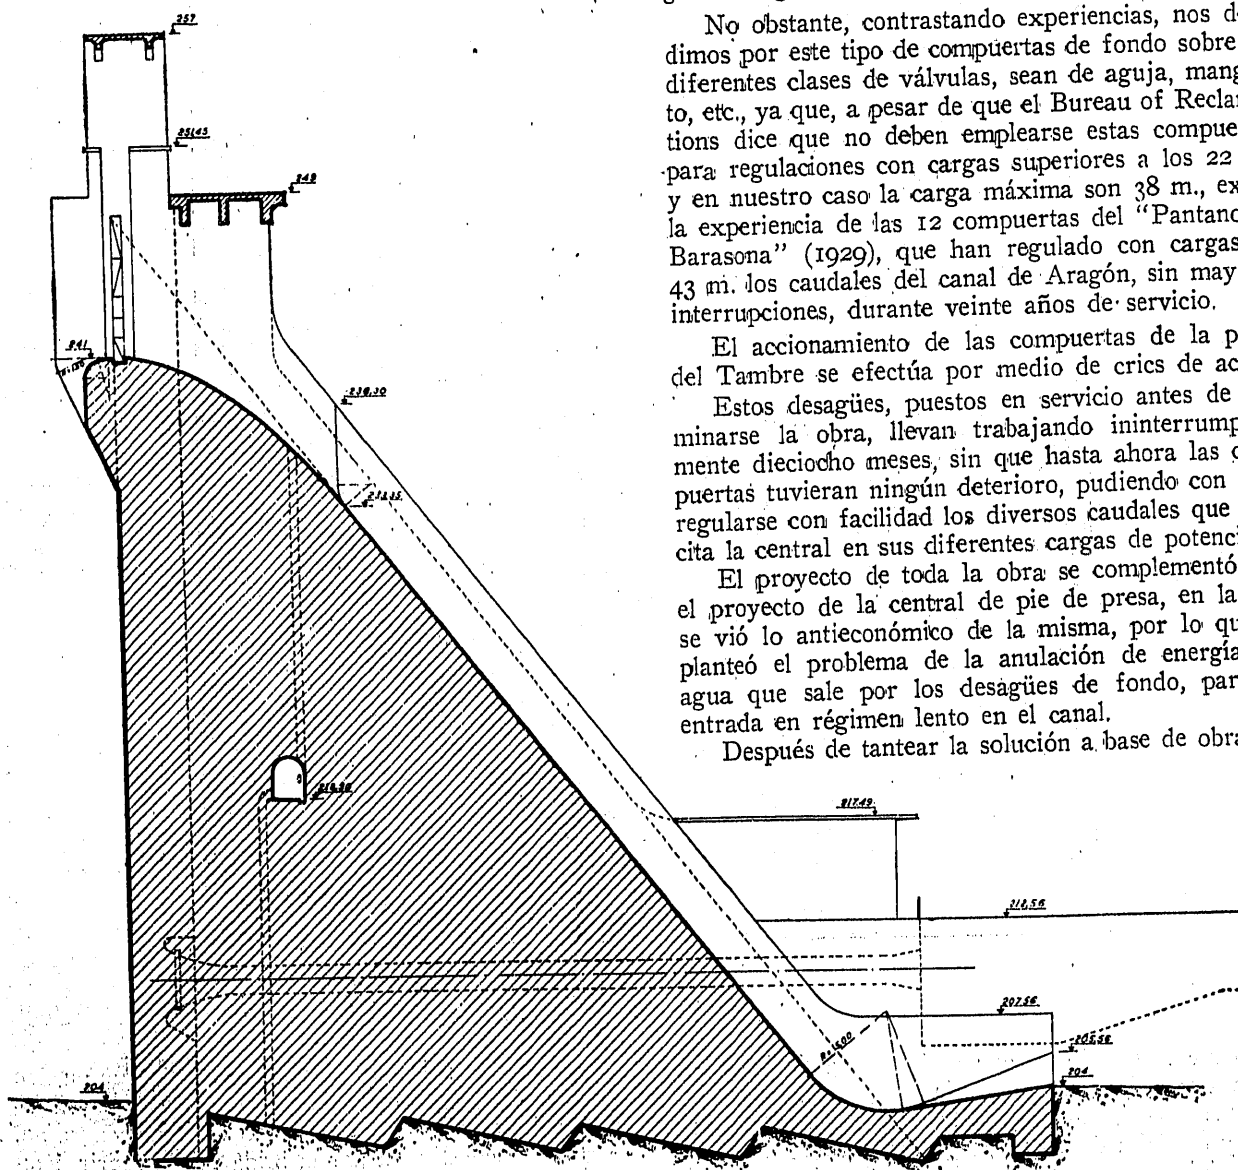 No obstante, contrastando experiencias, nos d
dimos por este tipo de compuertas de fondo sobre
diferentes clases de válvulas, sean de aguja, mang
to, etc., ya que, a pesar de que el Bureau of Reclar
tions dice que no deben emplearse estas compue
para regulaciones con cargas superiores a los 22
y en nuestro caso la carga máxima son 38 m., ex
la experiencia de las 12 compuertas del "Pantano
Barasona" (1929), que han regulado con cargas
43 m. los caudales del canal de Aragón, sin may
interrupciones, durante veinte años de servicio.
El accionamiento de las compuertas de la p
del Tambre se efectúa por medio de crics de ac
Estos desagües, puestos en servicio antes de
minarse la obra, llevan trabajando ininterrump
mente dieciocho meses, sin que hasta ahora las c
puertas tuvieran ningún deterioro, pudiendo con
regularse con facilidad los diversos caudales que
cita la central en sus diferentes cargas de potenci
El proyecto de toda la obra se complementó
el proyecto de la central de pie de presa, en la
se vió lo antieconómico de la misma, por lo qu
planteó el problema de la anulación de energía
agua que sale por los desagües de fondo, par
entrada en régimen lento en el canal.
Después de tantear la solución a base de obra
257
251,45
248
241
217,49
212,56
207,56
205,56
204
204